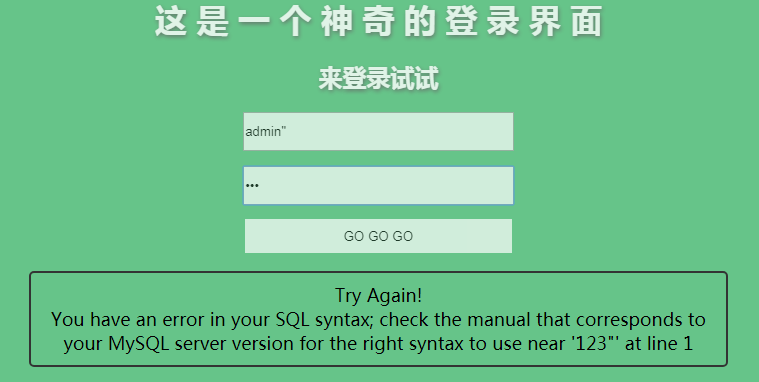 这是一个神奇的登录界面
来登录试试
admin"
•••
GO GO GO
Try Again!
You have an error in your SQL syntax; check the manual that corresponds to
your MySQL server version for the right syntax to use near '123"' at line 1